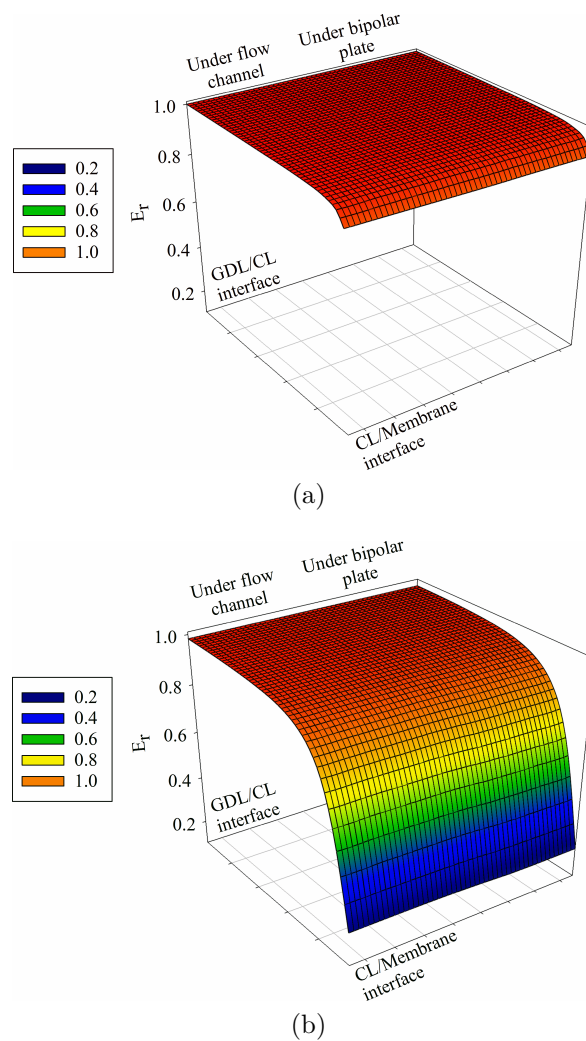 Under flow
channel
Under bipolar
plate
1.0
0.8
0.6
0.4
0.2
Er
0.2
0.4
0.6
0.8
1.0
GDL/CL
interface
CL/Membrane
interface
(a)
Under flow
channel
Under bipolar
plate
1.0
0.8
0.6
0.4
0.2
Er
0.2
0.4
0.6
0.8
1.0
GDL/CL
interface
CL/Membrane
interface
(b)